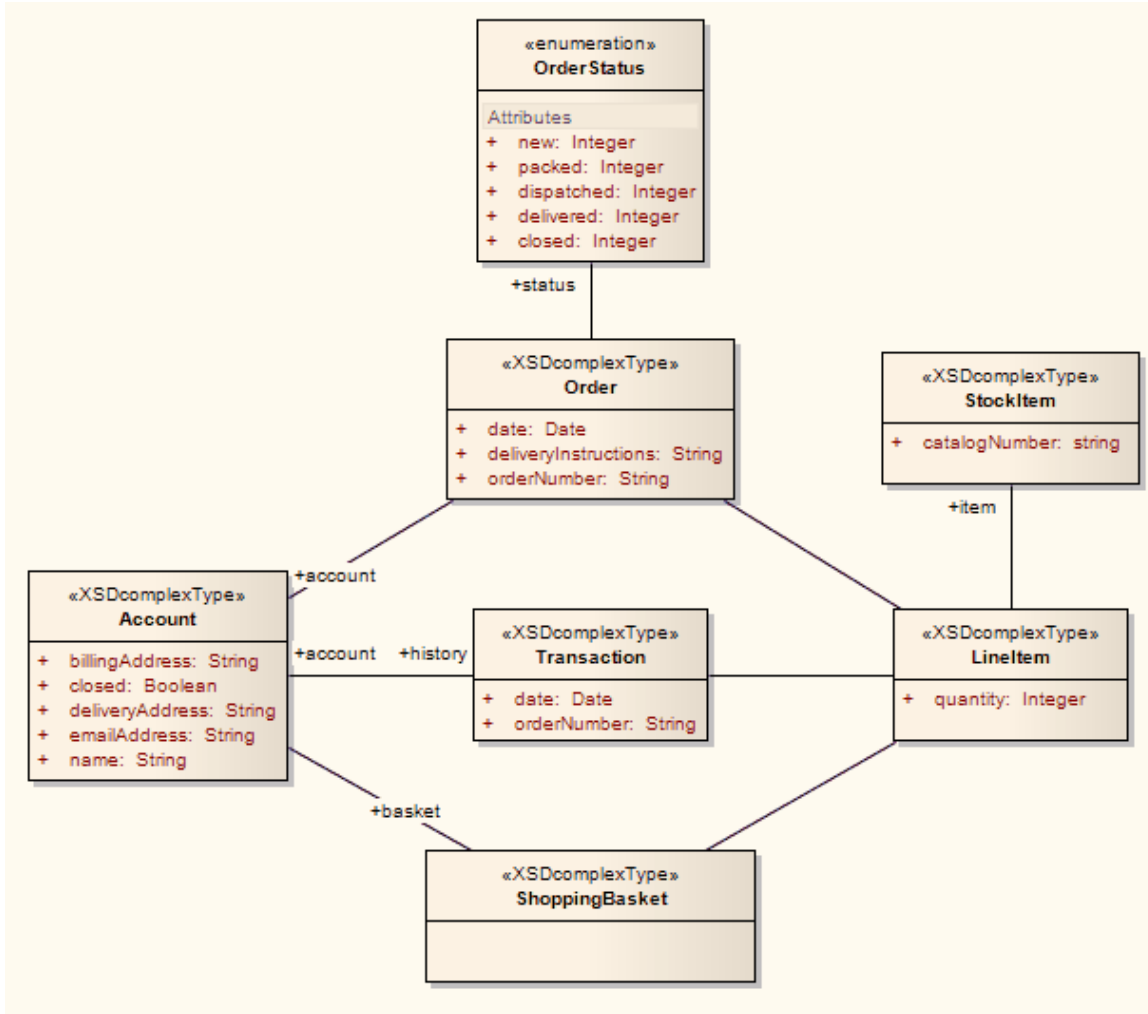 «enumeration»
OrderStatus
Attributes
+ new: Integer
+ packed: Integer
+ dispatched: Integer
+ delivered: Integer
+ closed: Integer
+status
«XSDcomplexType»
Order
+ date: Date
+ deliveryInstructions: String
+ orderNumber: String
«XSDcomplexType»
StockItem
+ catalogNumber: string
+item
+account
«XSDcomplexType»
Account
+ billingAddress: String
+ closed: Boolean
+ deliveryAddress: String
+ emailAddress: String
+ name: String
+account
+history
«XSDcomplexType»
Transaction
+ date: Date
+ orderNumber: String
«XSDcomplexType»
LineItem
+ quantity: Integer
+basket
«XSDcomplexType»
ShoppingBasket